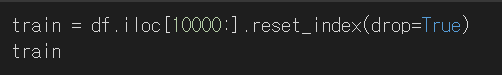 train = df.iloc[10000:].reset_index(drop=True)
train